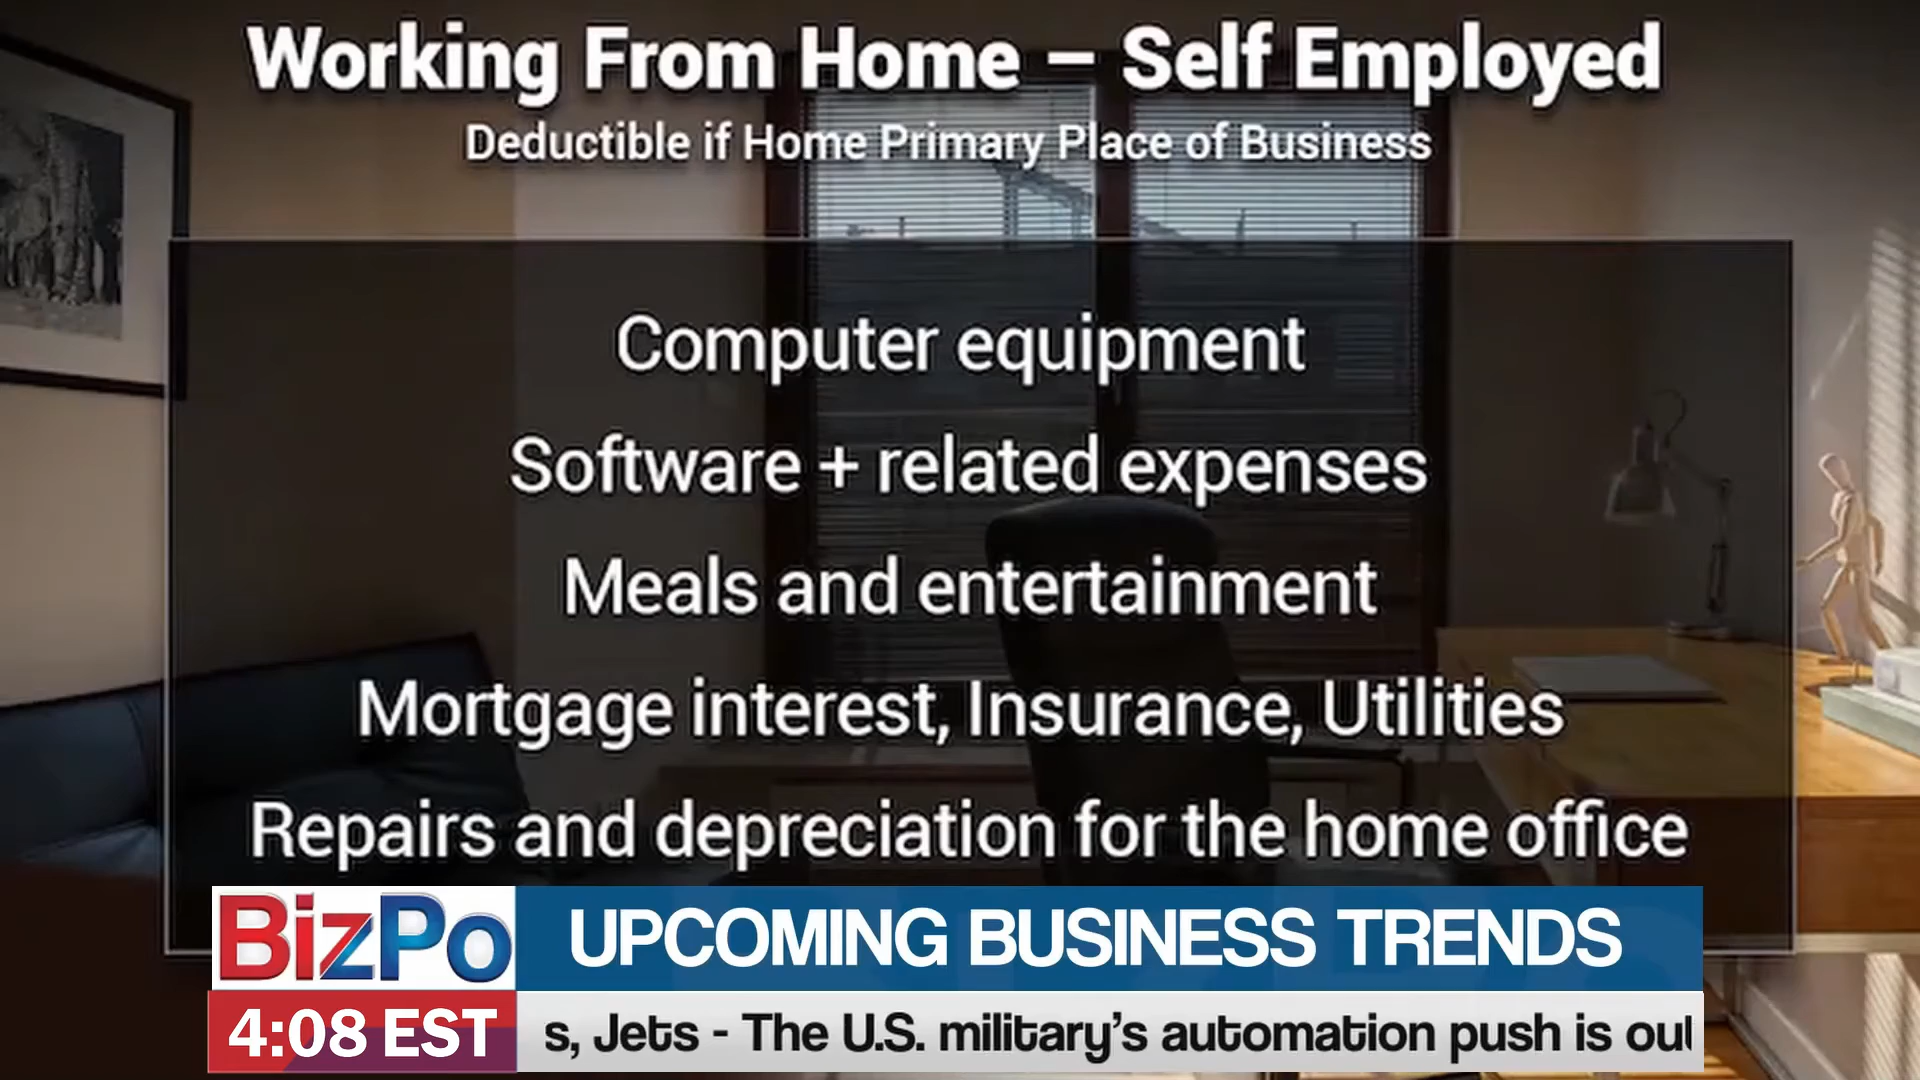 Working From Home – Self Employed
Deductible if Home Primary Place of Business
Computer equipment
Software + related expenses
Meals and entertainment
Mortgage interest, Insurance, Utilities
Repairs and depreciation for the home office
BizPo
UPCOMING BUSINESS TRENDS
4:08 EST
s, Jets - The U.S. military's automation push is